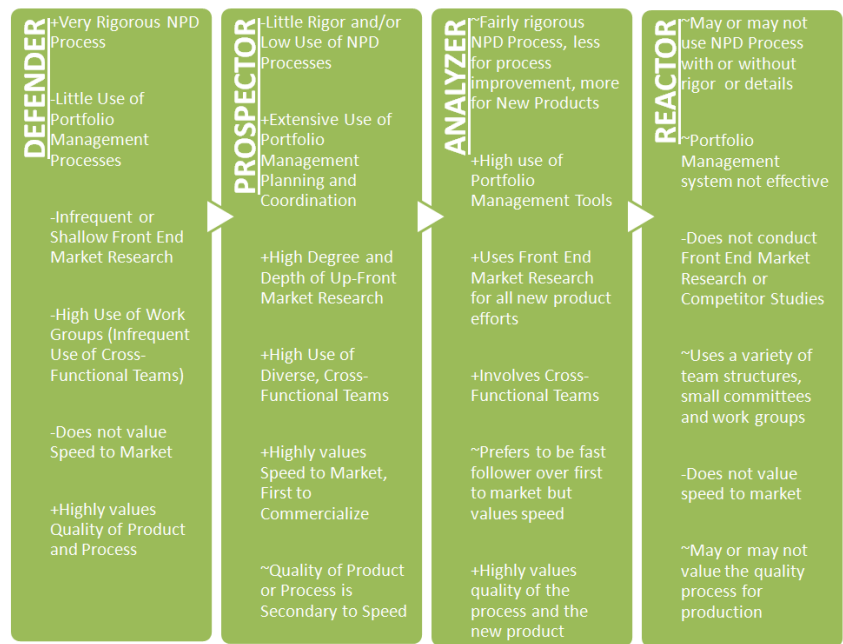 DEFENDER
+Very Rigorous NPD
Process
-Little Use of
Portfolio
Management
Processes
-Infrequent or
Shallow Front End
Market Research
-High Use of Work
Groups (Infrequent
Use of Cross-
Functional Teams)
-Does not value
Speed to Market
+Highly values
Quality of Product
and Process
PROSPECTOR
-Little Rigor and/or
Low Use of NPD
Processes
+Extensive Use of
Portfolio
Management
Planning and
Coordination
+High Degree and
Depth of Up-Front
Market Research
+High Use of
Diverse, Cross-
Functional Teams
+Highly values
Speed to Market,
First to
Commercialize
~Quality of Product
or Process is
Secondary to Speed
ANALYZER
~Fairly rigorous
NPD Process, less
for process
improvement, more
for New Products
+High use of
Portfolio
Management Tools
+Uses Front End
Market Research
for all new product
efforts
+Involves Cross-
Functional Teams
~Prefers to be fast
follower over first
to market but
values speed
+Highly values
quality of the
process and the
new product
REACTOR
~May or may not
use NPD Process
with or without
rigor or details
~Portfolio
Management
system not effective
-Does not conduct
Front End Market
Research or
Competitor Studies
~Uses a variety of
team structures,
small committees
and work groups
-Does not value
speed to market
~May or may not
value the quality
process for
production